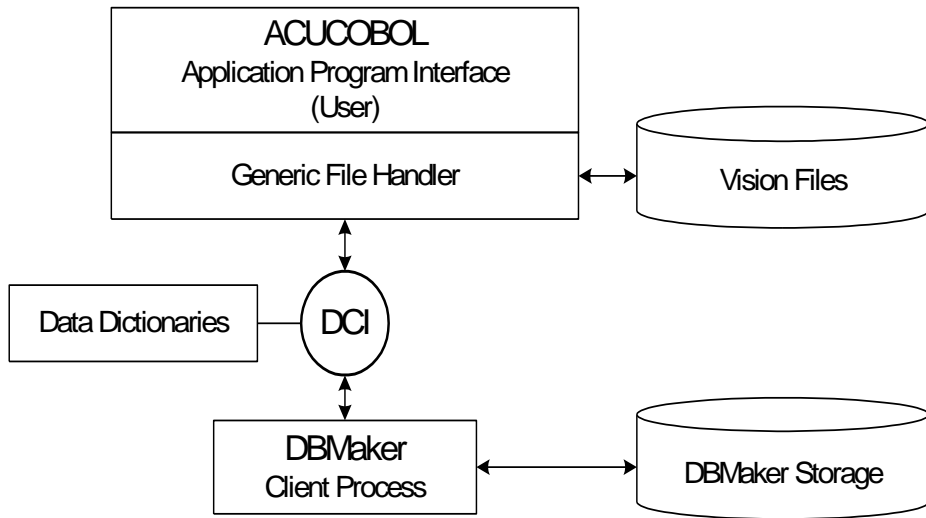 ACUCOBOL
Application Program Interface
(User)
Generic File Handler
Vision Files
Data Dictionaries
DCI
DBMaker
Client Process
DBMaker Storage